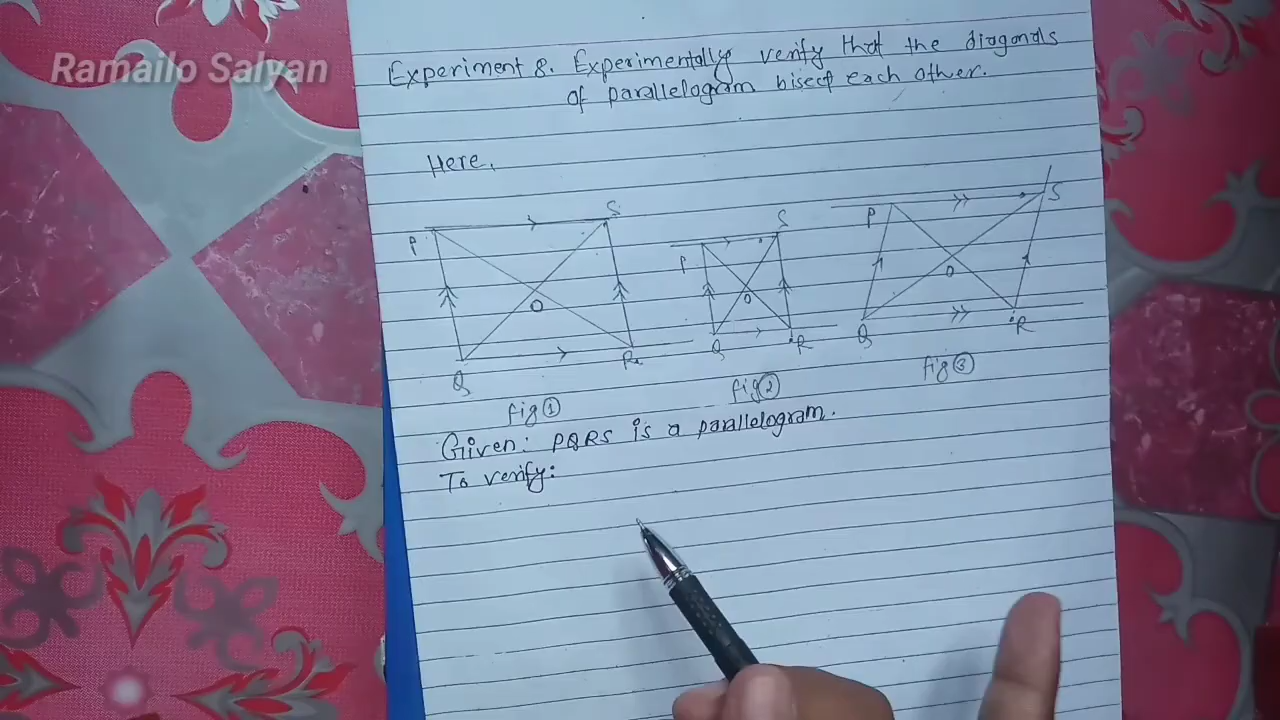 Ramailo Salyan
Experiment 8. Experimentally verify that the diagonals
of parallelogram bisect each other.
Here,
P S O Q R
fig ①
P S O Q R
fig ②
P S O Q R
fig ③
Given: PQRS is a parallelogram.
To verify: